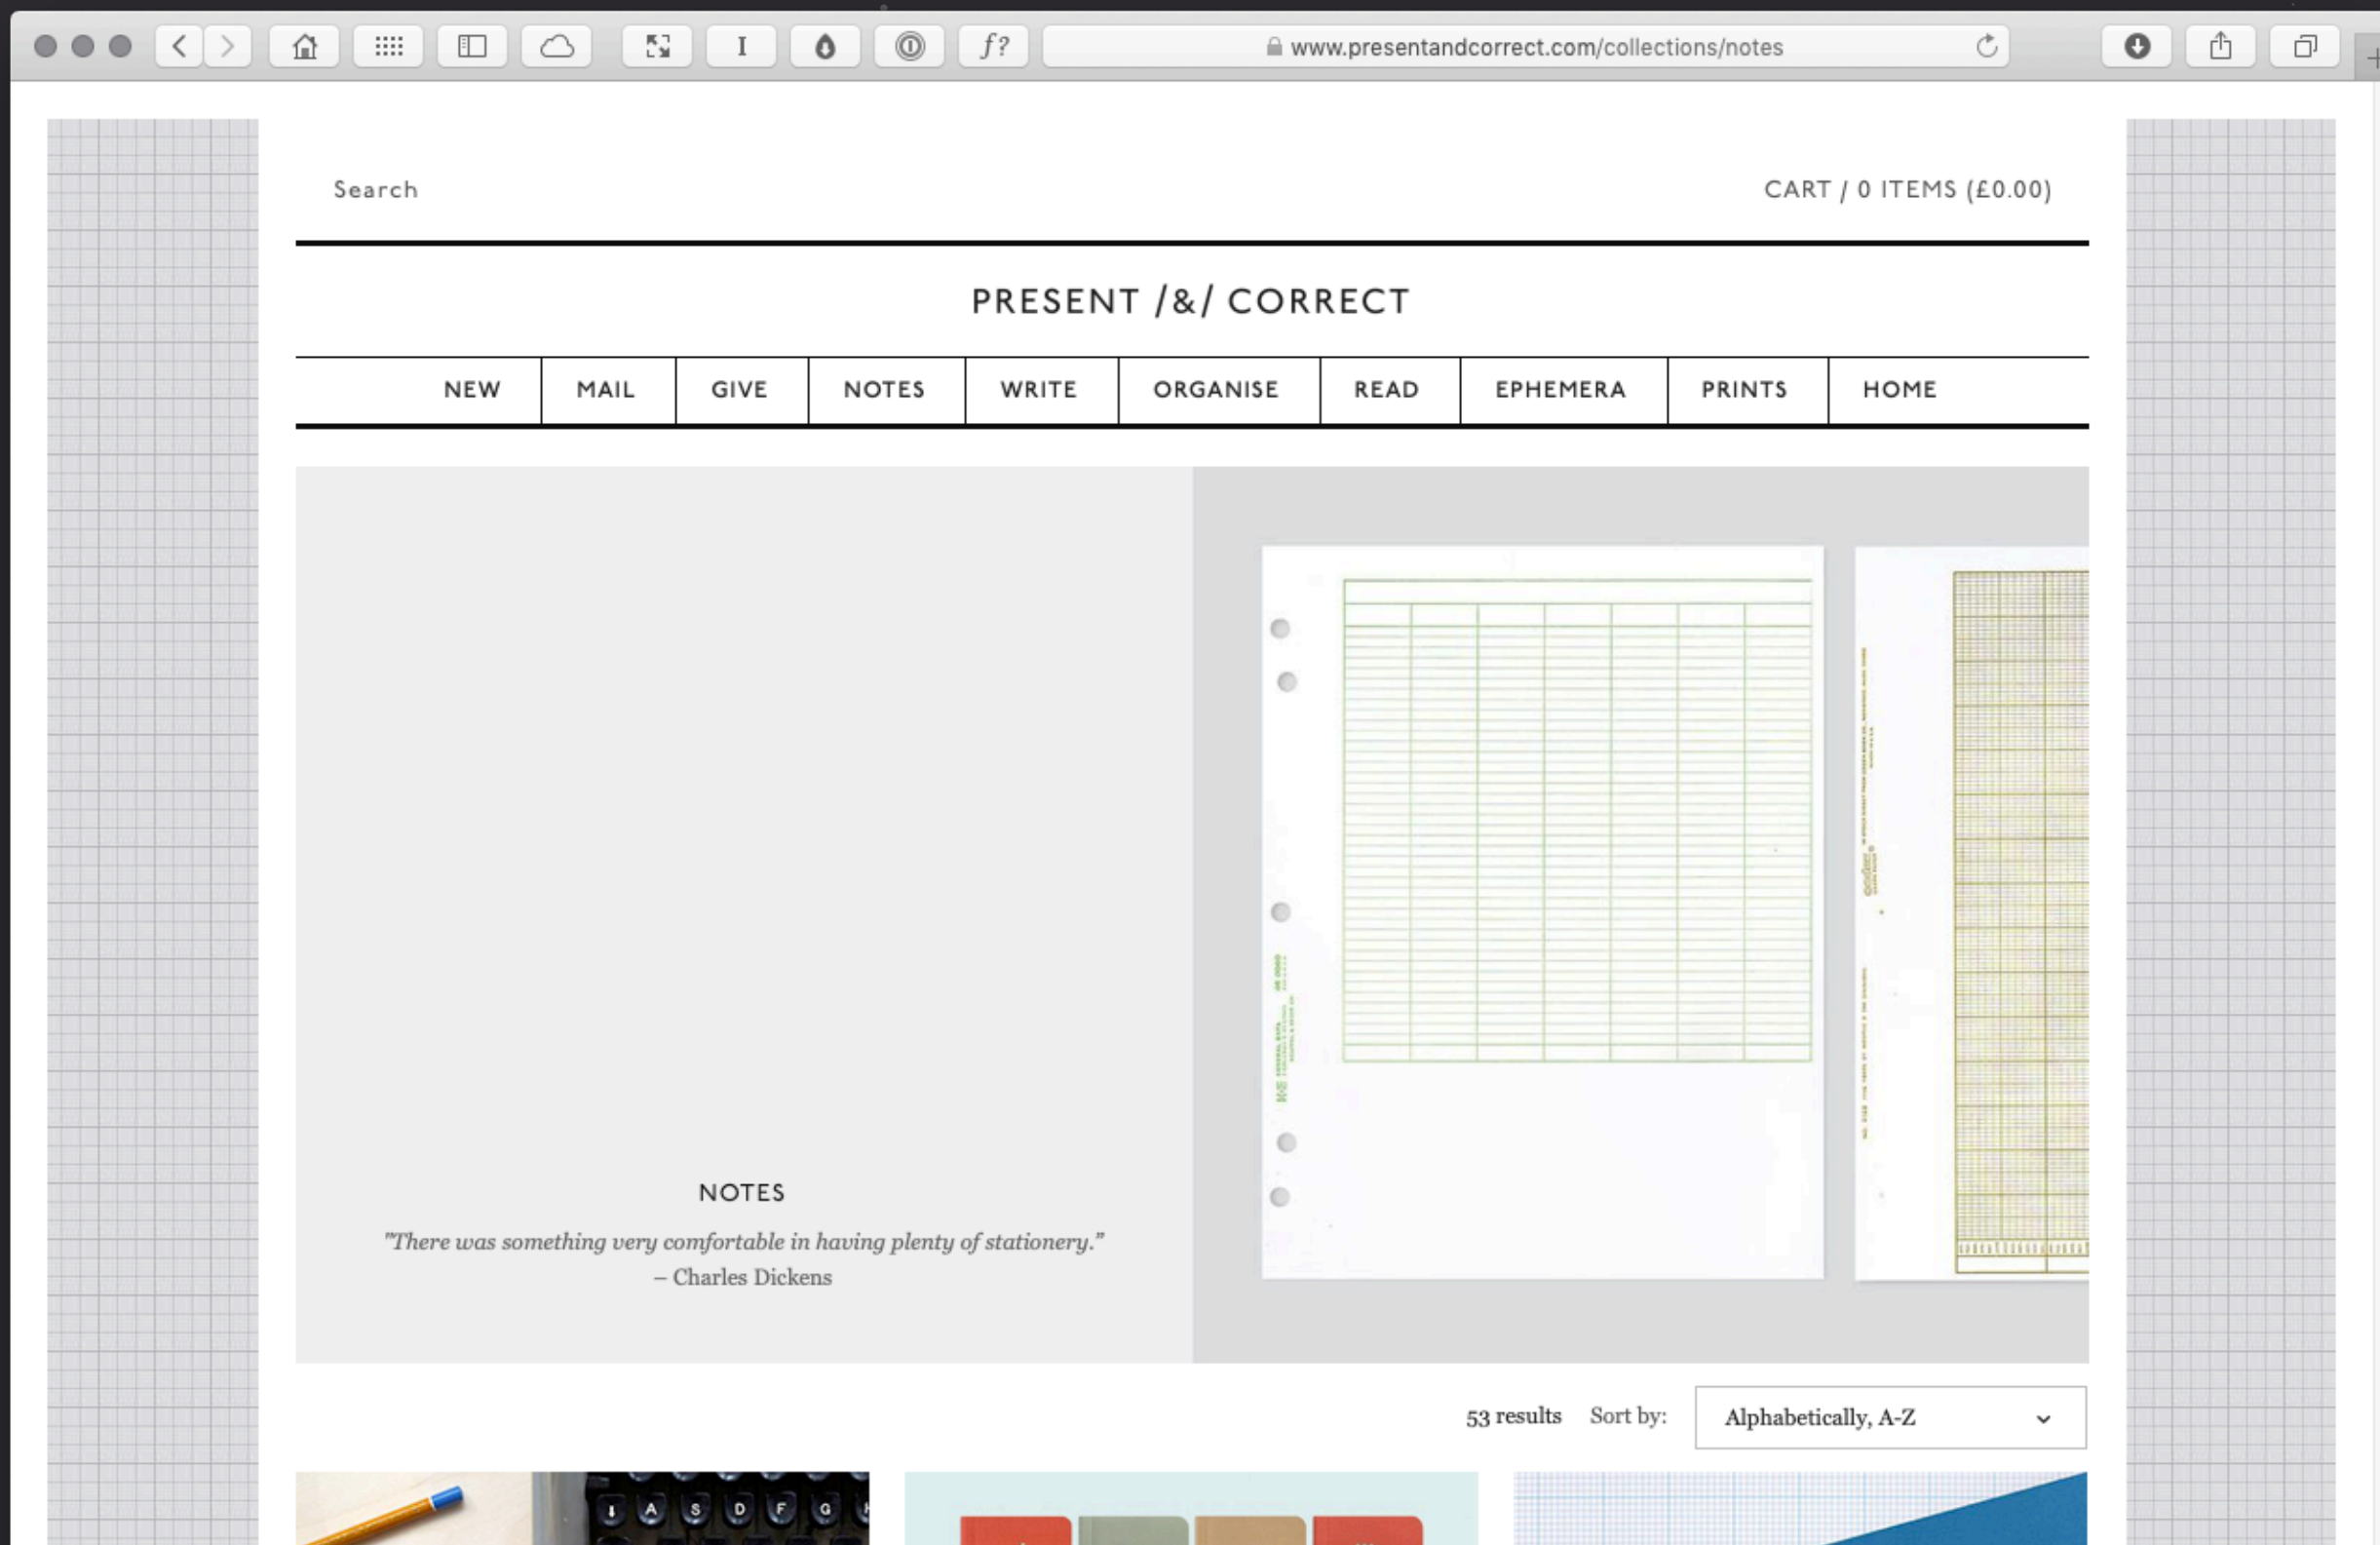 www.presentandcorrect.com/collections/notes
Search
CART / 0 ITEMS (£0.00)
PRESENT /&/ CORRECT
NEW MAIL GIVE NOTES WRITE ORGANISE READ EPHEMERA PRINTS HOME
NOTES
"There was something very comfortable in having plenty of stationery.”
– Charles Dickens
53 results Sort by: Alphabetically, A-Z
A S D F G